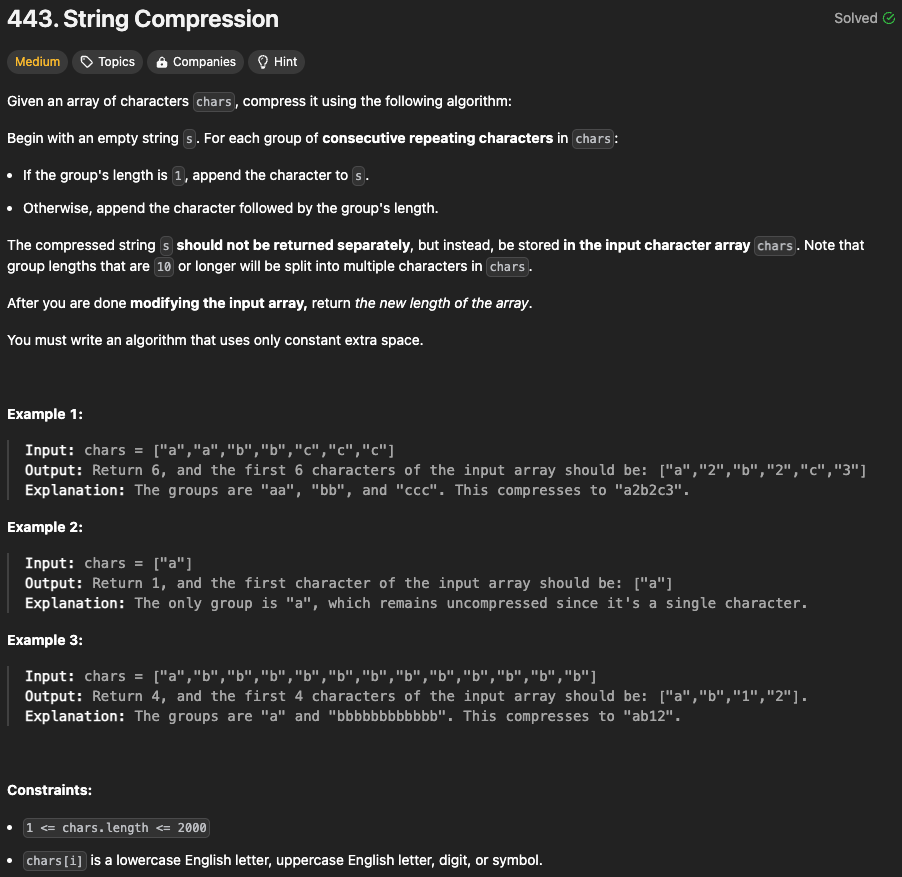 443. String Compression
Solved
Medium Topics Companies Hint
Given an array of characters chars, compress it using the following algorithm:
Begin with an empty string s. For each group of consecutive repeating characters in chars:
• If the group's length is 1, append the character to s.
• Otherwise, append the character followed by the group's length.
The compressed string s should not be returned separately, but instead, be stored in the input character array chars. Note that
group lengths that are 10 or longer will be split into multiple characters in chars.
After you are done modifying the input array, return the new length of the array.
You must write an algorithm that uses only constant extra space.
Example 1:
Input: chars = ["a","a","b","b","c","c","c"]
Output: Return 6, and the first 6 characters of the input array should be: ["a","2","b","2","c","3"]
Explanation: The groups are "aa", "bb", and "ccc". This compresses to "a2b2c3".
Example 2:
Input: chars = ["a"]
Output: Return 1, and the first character of the input array should be: ["a"]
Explanation: The only group is "a", which remains uncompressed since it's a single character.
Example 3:
Input: chars = ["a","b","b","b","b","b","b","b","b","b","b","b","b"]
Output: Return 4, and the first 4 characters of the input array should be: ["a","b","1","2"].
Explanation: The groups are "a" and "bbbbbbbbbbbb". This compresses to "ab12".
Constraints:
• 1 <= chars.length <= 2000
• chars[i] is a lowercase English letter, uppercase English letter, digit, or symbol.